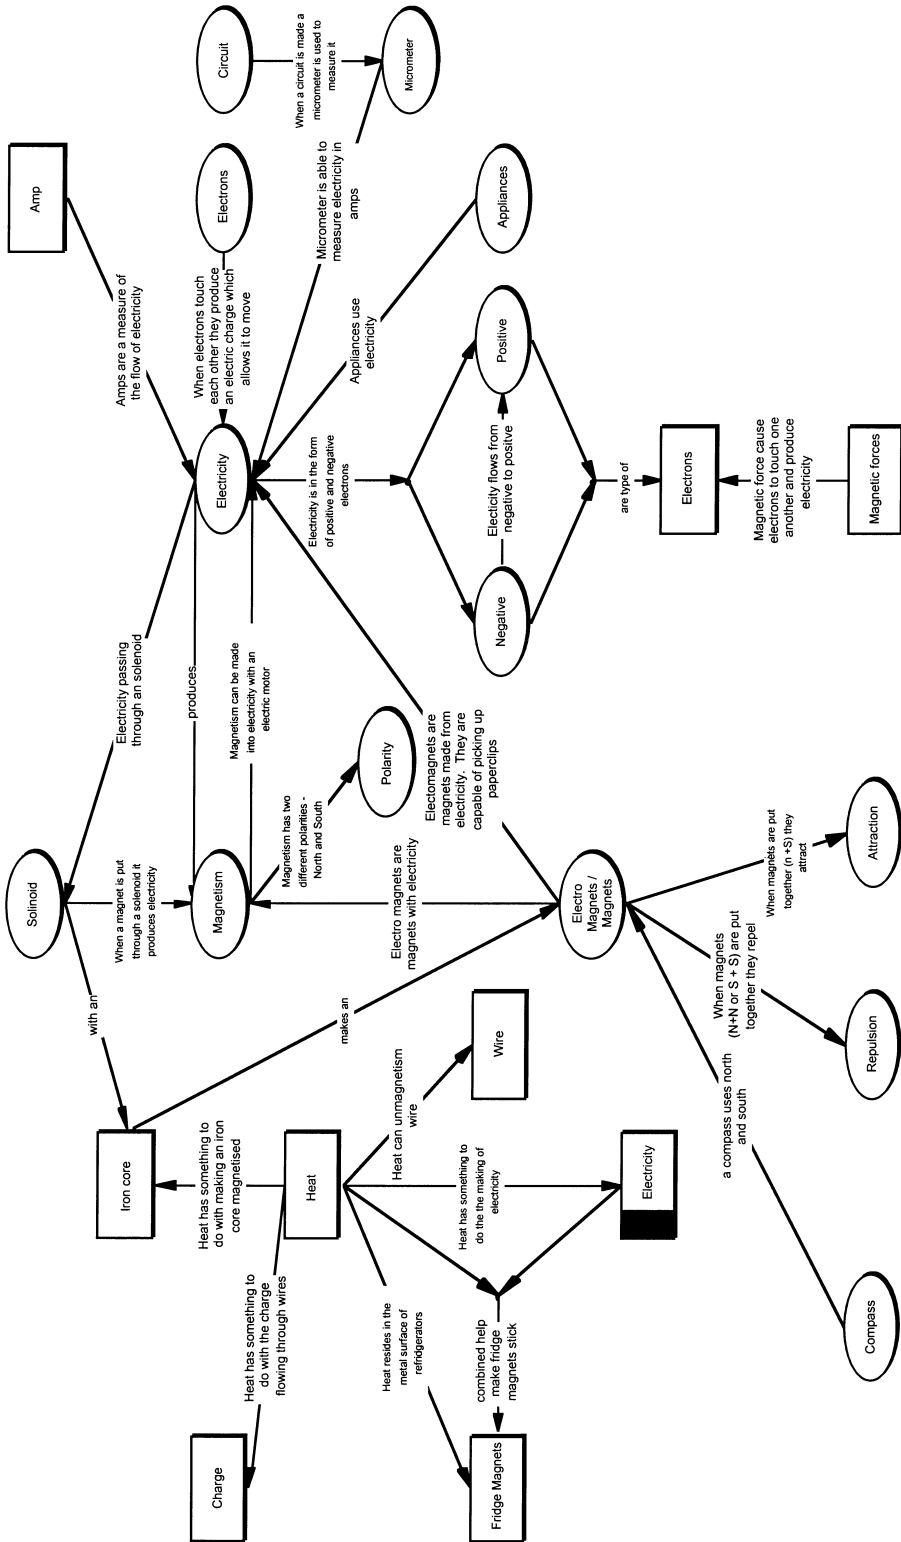 Solinoid
Electricity passing
through an solenoid
Amps are a measure of
the flow of electricity
Amp
with an
When a magnet is put
through a solenoid it
produces electricity
Iron core
Magnetism
produces
Magnetism can be made
into electricity with an
electric motor
Electricity
When electrons touch
each other they produce
an electric charge which
allows it to move
Electrons
Circuit
When a circuit is made a
micrometer is used to
measure it
Micrometer
Micrometer is able to
measure electricity in
amps
Charge
Heat has something to
do with the charge
flowing through wires
Heat has something to
do with making an iron
core magnetised
Heat
makes an
Magnetism has two
different polarities -
North and South
Polarity
Electricity is in the form
of positive and negative
electrons
Appliances use
electricity
Appliances
Heat resides in the
metal surface of
refridgerators
Heat can unmagnetism
wire
Wire
Electro magnets are
magnets with electricity
Electomagnets are
magnets made from
electricity. They are
capable of picking up
paperclips
Negative
Electicity flows from
negative to positve
Positive
Fridge Magnets
combined help
make fridge
magnets stick
Heat has something to
do the the making of
electricity
Electricity
Electro
Magnets /
Magnets
are type of
Electrons
Magnetic force cause
electrons to touch one
another and produce
electricity
Magnetic forces
Compass
a compass uses north
and south
When magnets
(N+N or S + S) are put
together they repel
Repulsion
When magnets are put
together (n +S) they
attract
Attraction